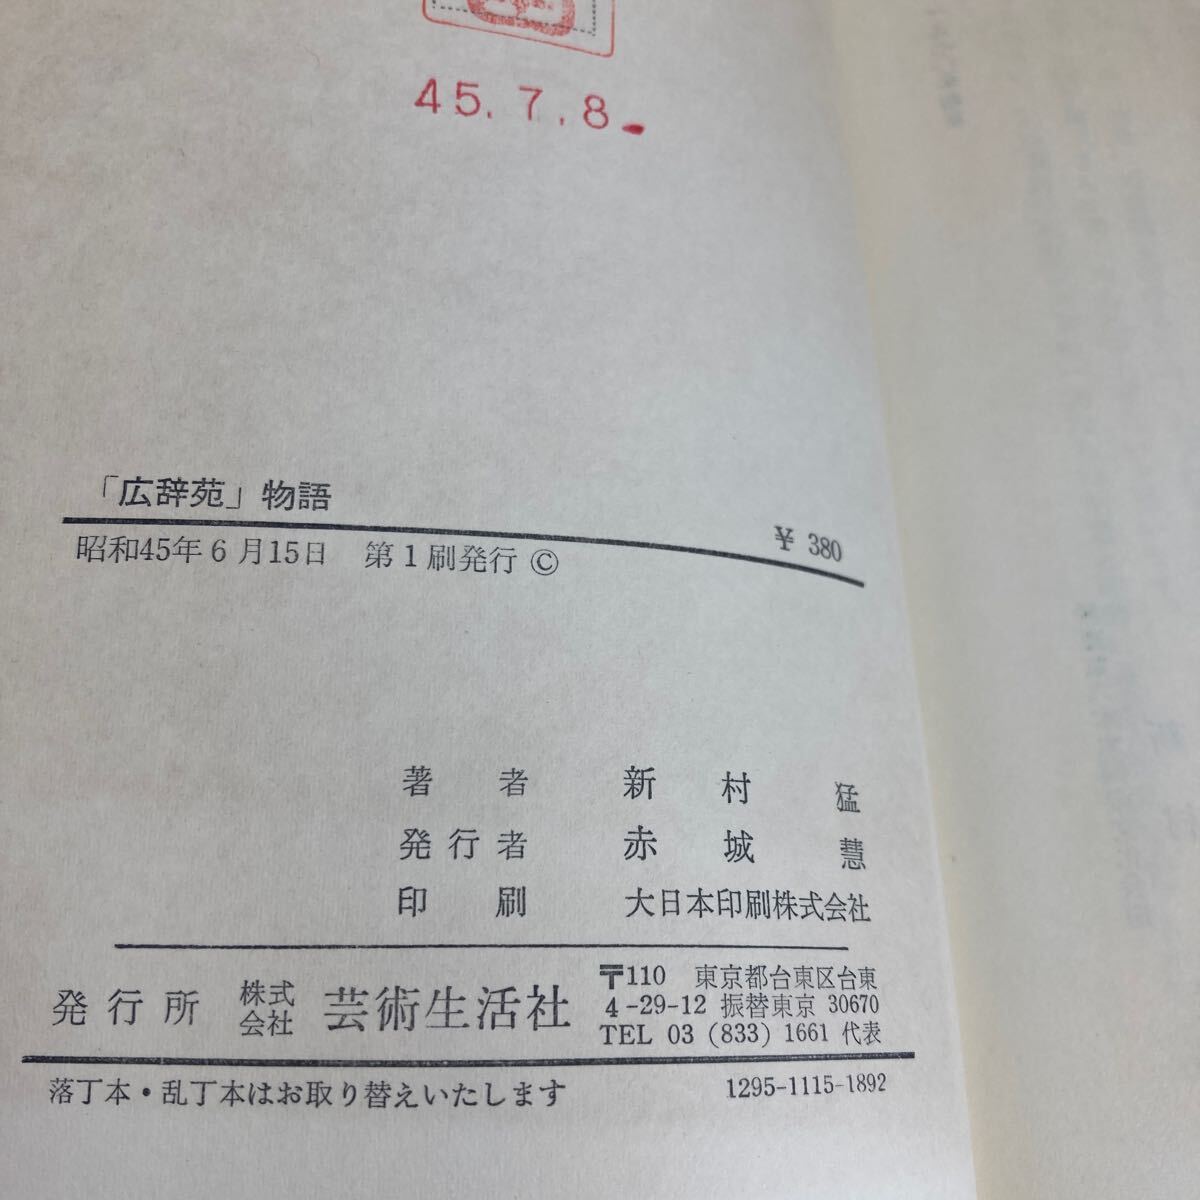 45.7.8
「広辞苑」物語
¥ 380
昭和45年6月15日 第1刷発行 ©
著者 新村猛
発行者 赤城慧
印刷 大日本印刷株式会社
発行所 株式会社 芸術生活社
〒110 東京都台東区台東
4-29-12 振替東京 30670
TEL 03 (833) 1661 代表
落丁本・乱丁本はお取り替えいたします
1295-1115-1892